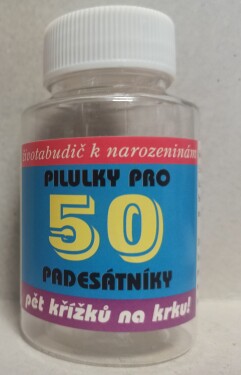 životabudič k narozeninám
PILULKY PRO
50
PADESÁTNÍKY
pět křížků na krku!